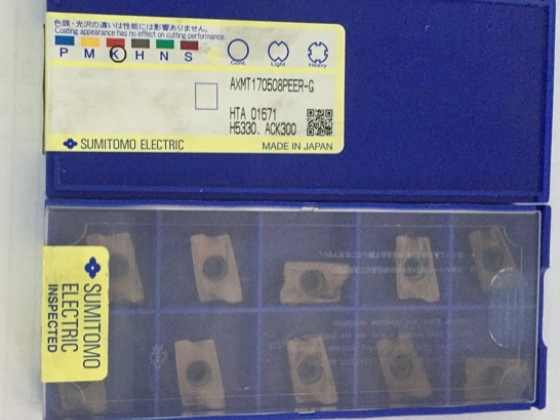 色調・光沢の違いは性能には影響ありません。
Coating appearance has no effect on cutting performance.
P M K H N S
Cont. Light Heavy
AXMT170508PEER-G
HTA 01671
H5330. ACK300
SUMITOMO ELECTRIC MADE IN JAPAN
SUMITOMO
ELECTRIC
INSPECTED